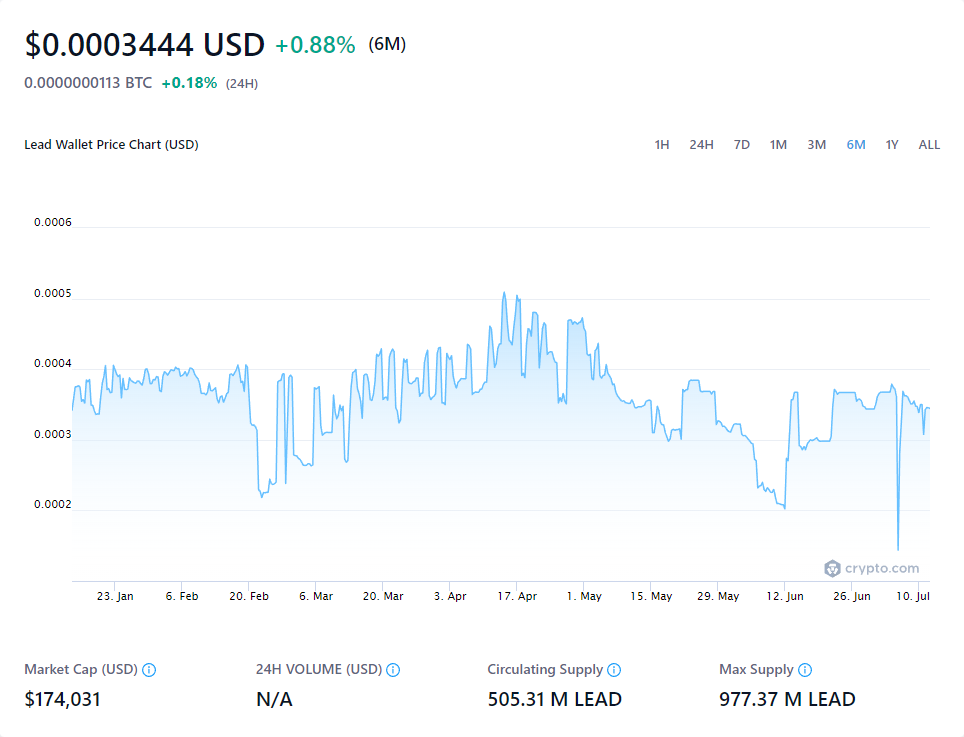 $0.0003444 USD +0.88% (6M)
0.0000000113 BTC +0.18% (24H)
Lead Wallet Price Chart (USD) 1H 24H 7D 1M 3M 6M 1Y ALL
0.0006
0.0005
0.0004
0.0003
0.0002
crypto.com
23. Jan 6. Feb 20. Feb 6. Mar 20. Mar 3. Apr 17. Apr 1. May 15. May 29. May 12. Jun 26. Jun 10. Jul
Market Cap (USD) 24H VOLUME (USD) Circulating Supply Max Supply
$174,031 N/A 505.31 M LEAD 977.37 M LEAD